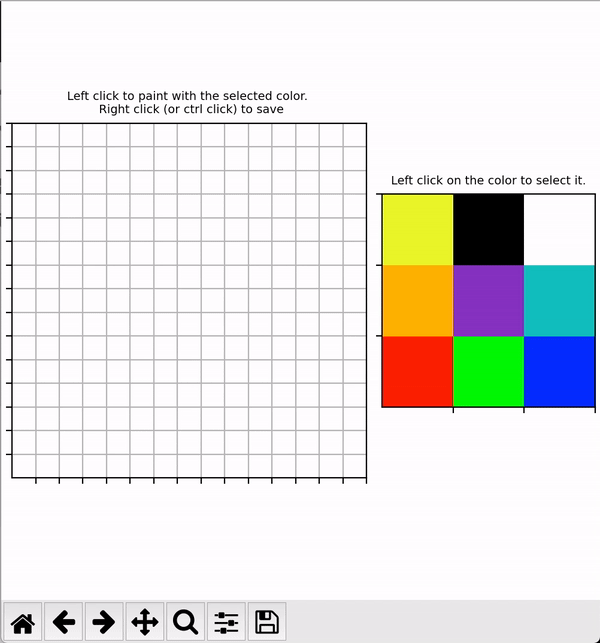 Left click to paint with the selected color.
Right click (or ctrl click) to save
Left click on the color to select it.